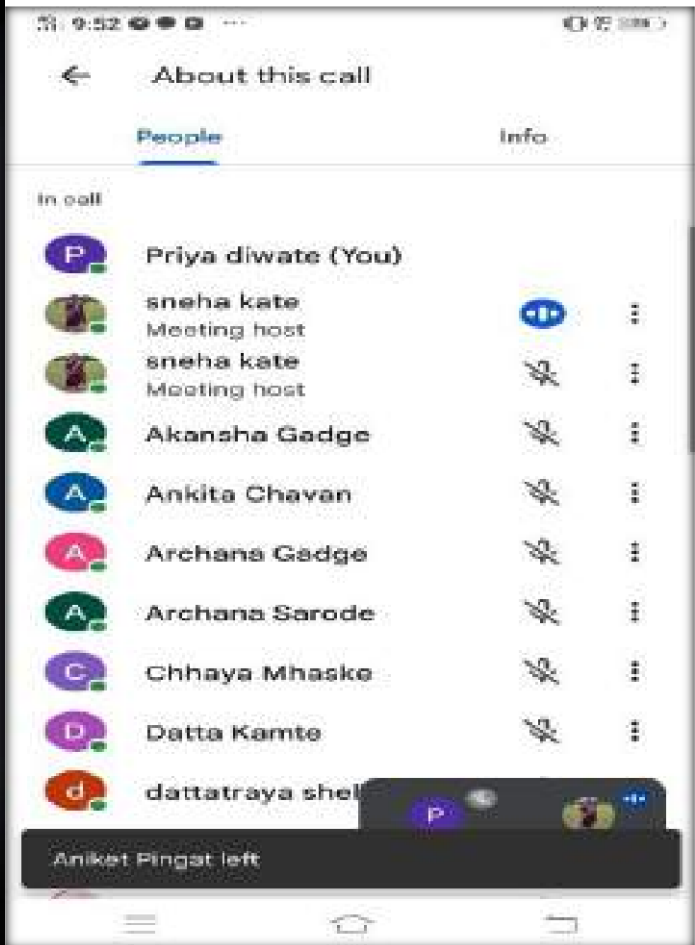 9:52
About this call
People Info
In call
P Priya diwate (You)
sneha kate
Meeting host
sneha kate
Meeting host
A Akansha Gadge
A Ankita Chavan
A Archana Gadge
A Archana Sarode
C Chhaya Mhaske
D Datta Kamte
d dattatraya shel
P
Aniket Pingat left